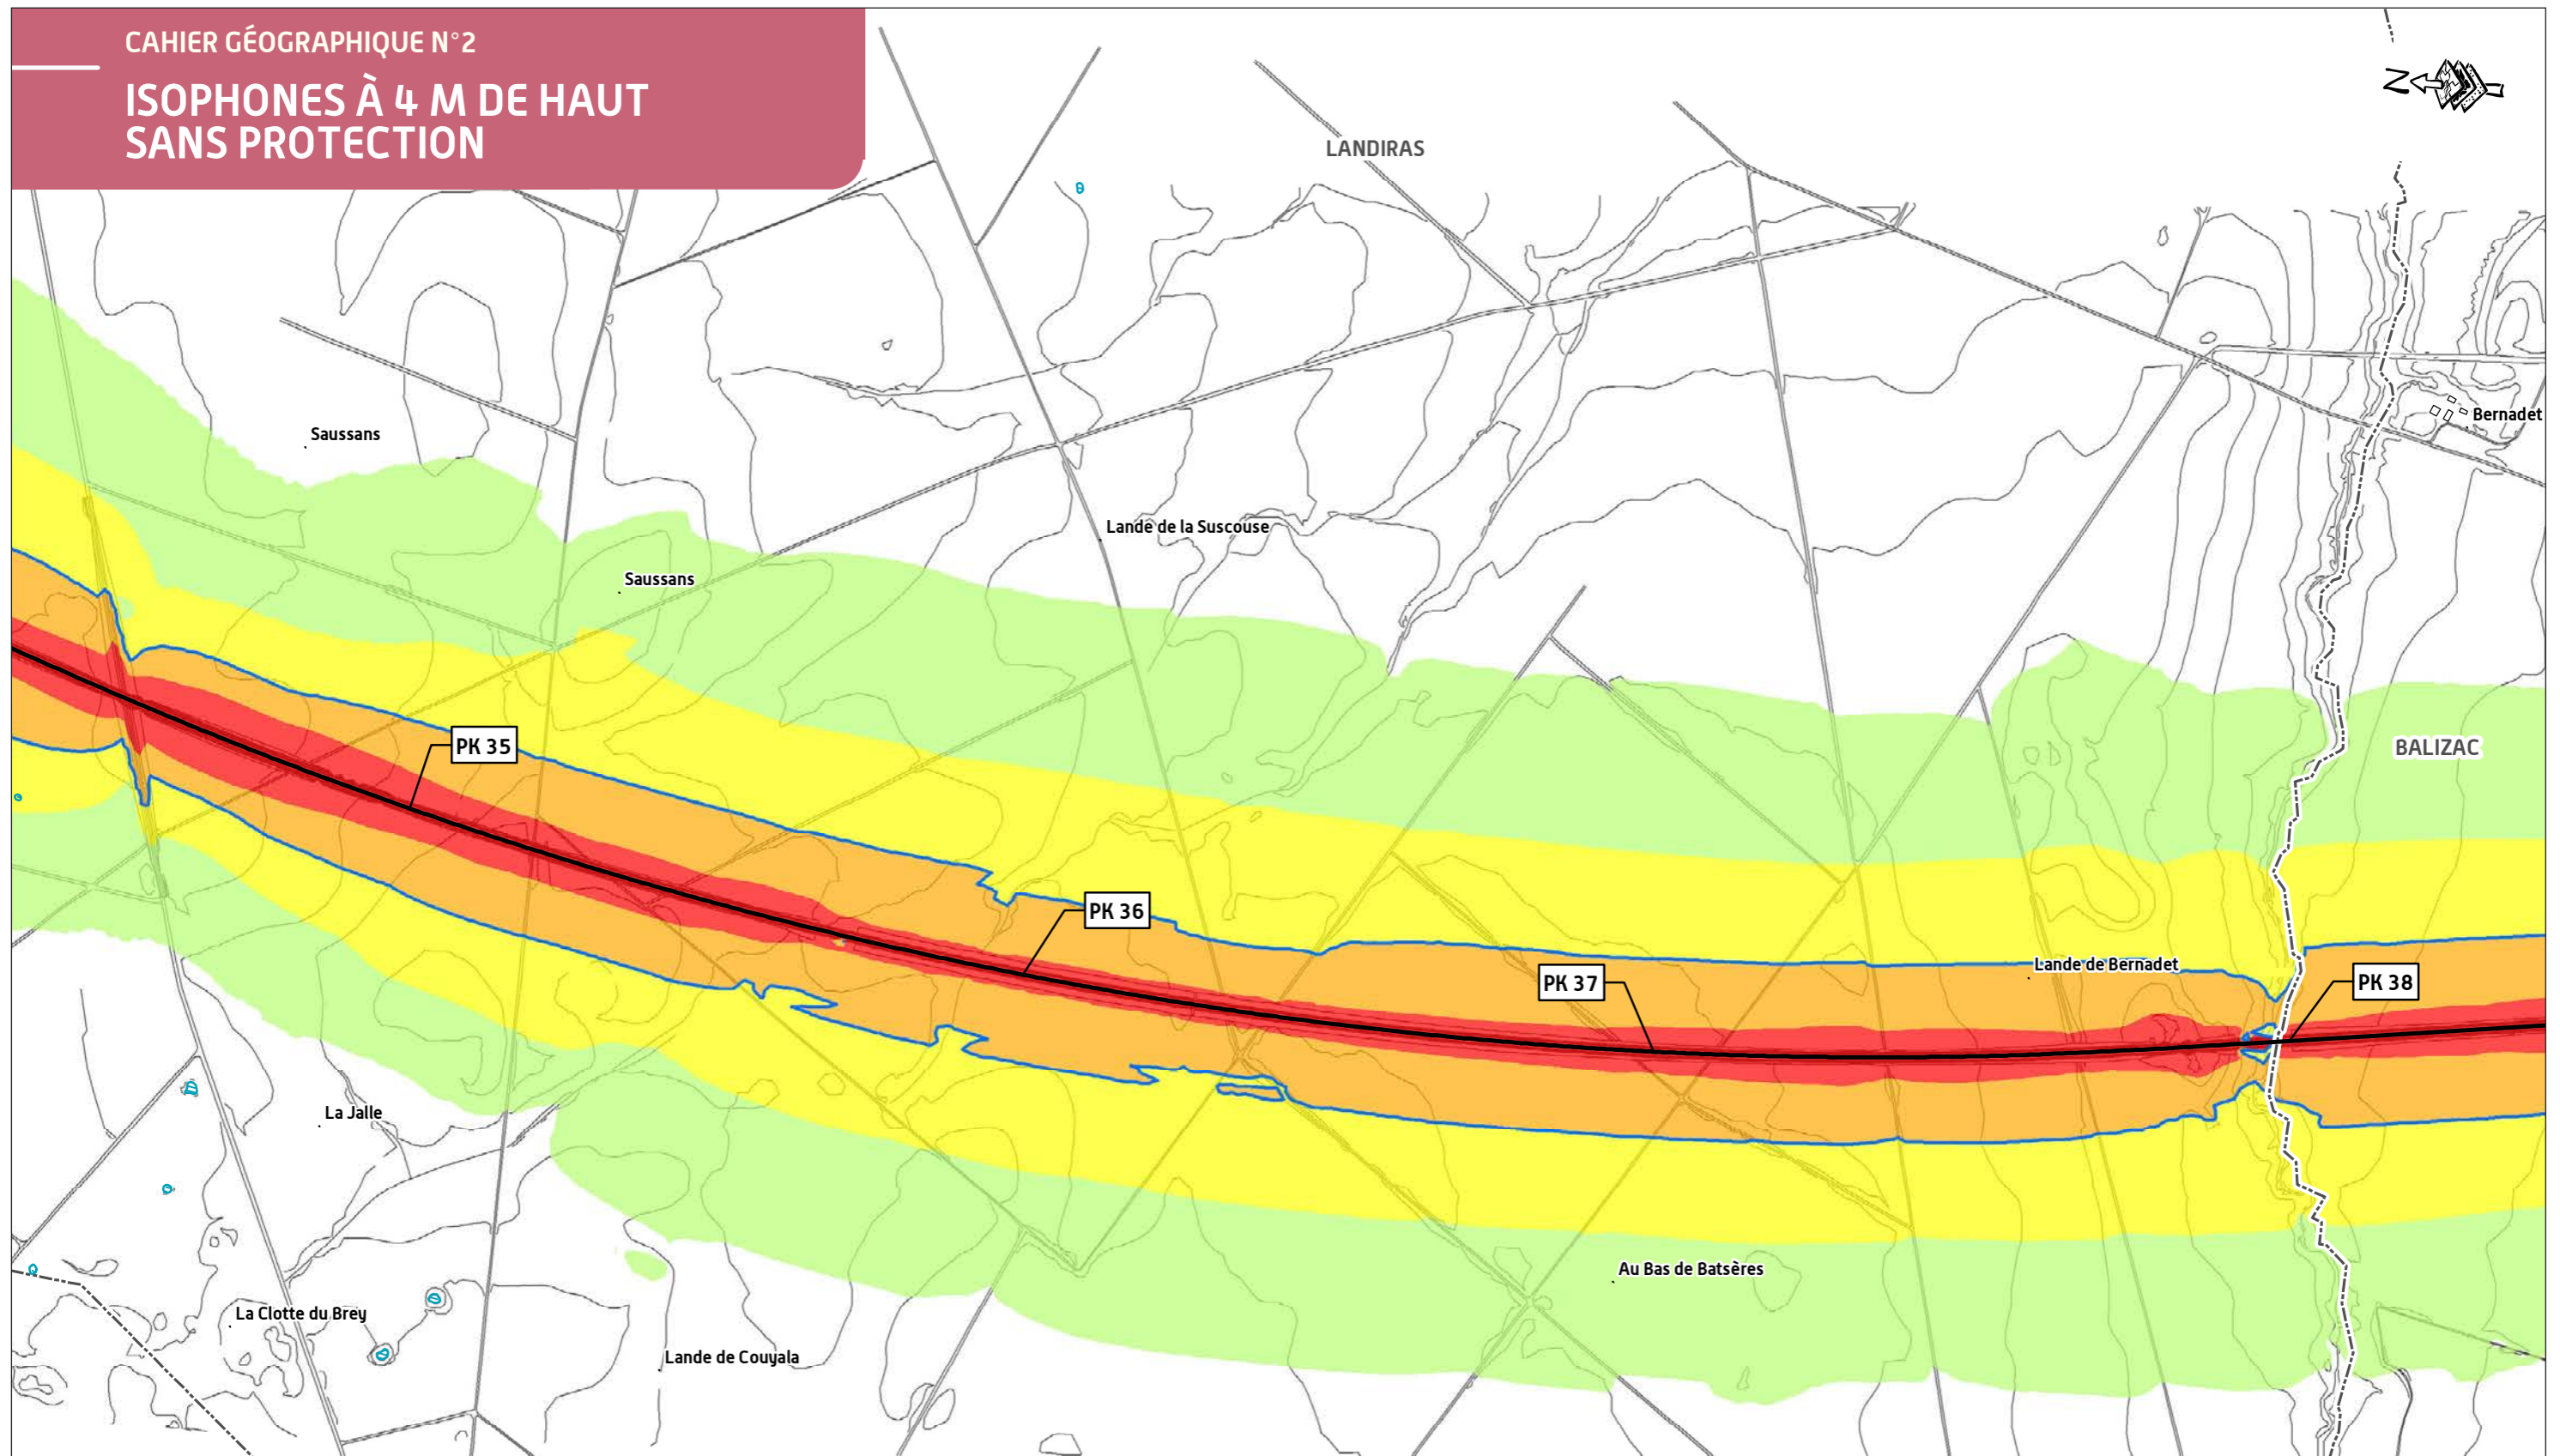 CAHIER GÉOGRAPHIQUE N°2
ISOPHONES À 4 M DE HAUT
SANS PROTECTION
N
LANDIRAS
Bernadet
Saussans
Lande de la Suscouse
Saussans
PK 35
BALIZAC
PK 36
Lande de Bernadet
PK 37
PK 38
La Jalle
Au Bas de Batsères
La Clotte du Brey
Lande de Couyala